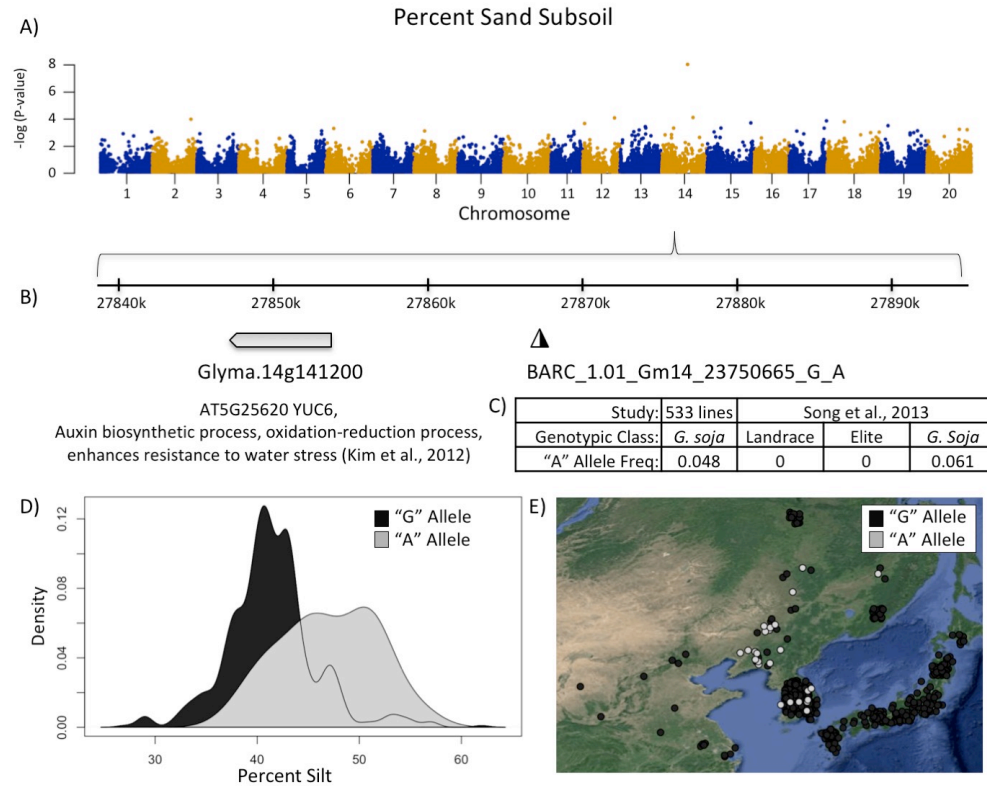 Percent Sand Subsoil
A)
-log (P-value)
8
6
4
2
0
1 2 3 4 5 6 7 8 9 10 11 12 13 14 15 16 17 18 19 20
Chromosome
B)
27840k 27850k 27860k 27870k 27880k 27890k
Glyma.14g141200
BARC_1.01_Gm14_23750665_G_A
AT5G25620 YUC6,
Auxin biosynthetic process, oxidation-reduction process,
enhances resistance to water stress (Kim et al., 2012)
C)
Study: 533 lines Song et al., 2013
Genotypic Class: G. soja Landrace Elite G. Soja
“A” Allele Freq: 0.048 0 0 0.061
D)
“G” Allele
“A” Allele
Density
0.12
0.08
0.04
0.00
30 40 50 60
Percent Silt
E)
“G” Allele
“A” Allele